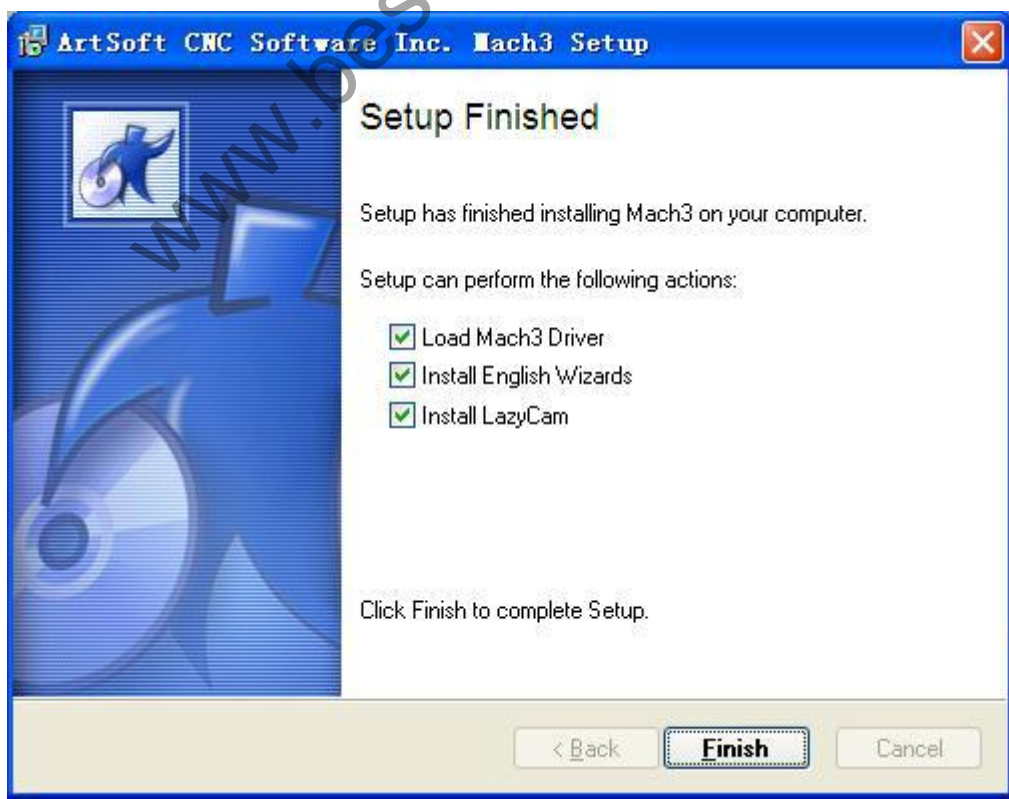 ArtSoft CNC Software Inc. Mach3 Setup
Setup Finished
Setup has finished installing Mach3 on your computer.
Setup can perform the following actions:
Load Mach3 Driver
Install English Wizards
Install LazyCam
Click Finish to complete Setup.
< Back Finish Cancel
www.bes